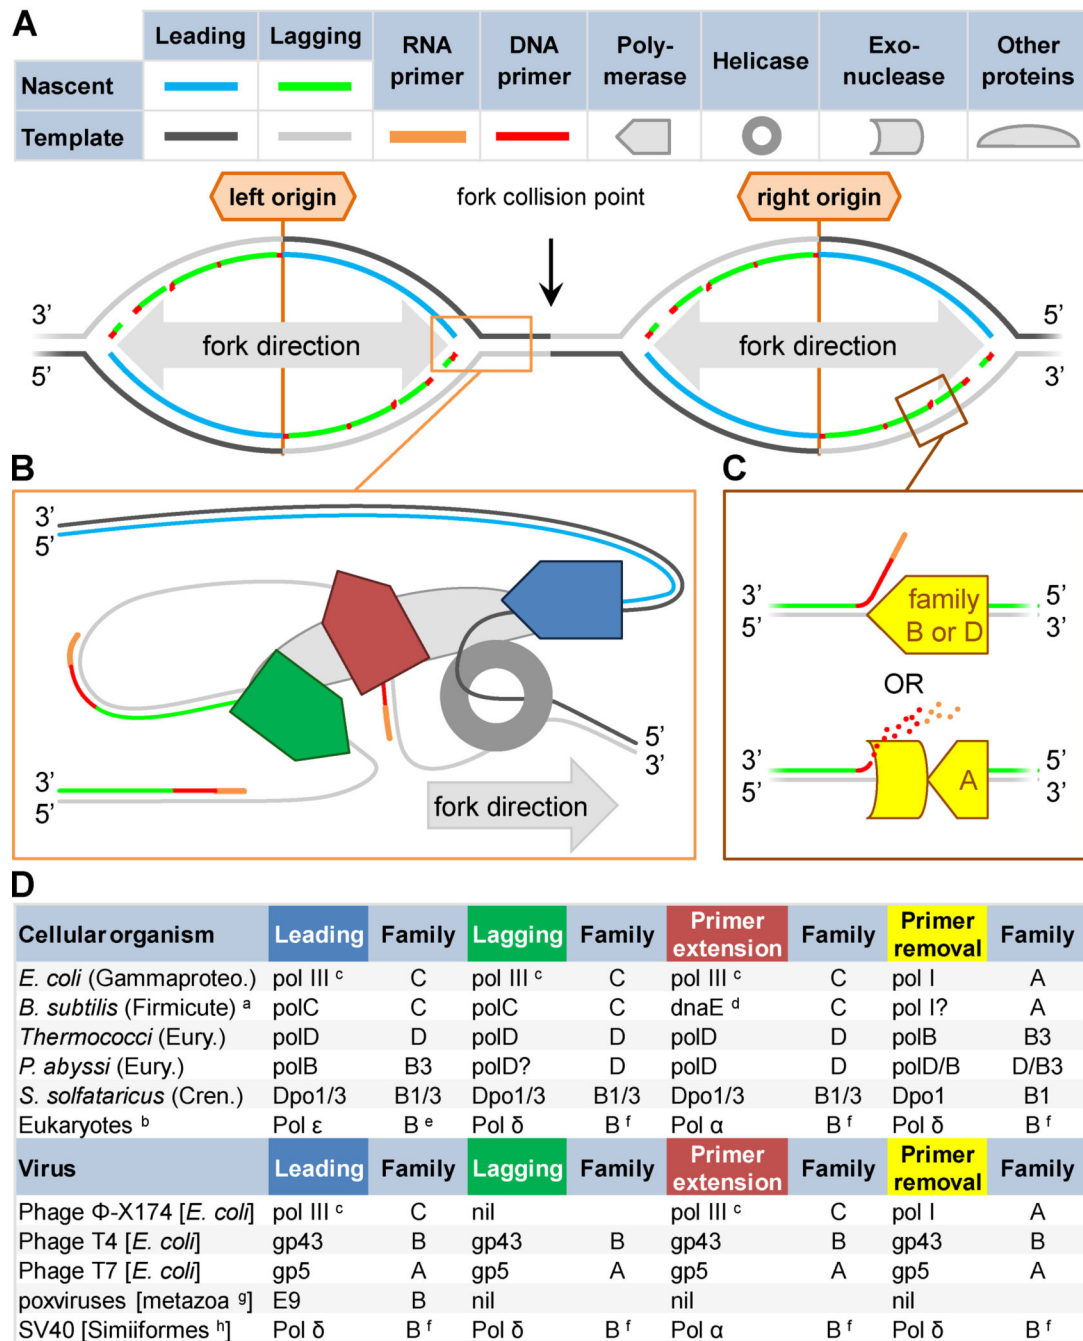 A
Leading Lagging RNA primer DNA primer Poly-merase Helicase Exo-nuclease Other proteins
Nascent
Template
left origin fork collision point right origin
3’ 5’
fork direction fork direction
5’ 3’
B C
3’
5’
3’ 5’
family
5’ B or D 3’
OR
5’
3’ 3’ 5’
3’ A
5’ fork direction 5’ 3’
D
Cellular organism Leading Family Lagging Family Primer extension Family Primer removal Family
E. coli (Gammaproteo.) pol III c C pol III c C pol III c C pol I A
B. subtilis (Firmicute) a polC C polC C dnaE d C pol I? A
Thermococci (Eury.) polD D polD D polD D polB B3
P. abyssi (Eury.) polB B3 polD? D polD D polD/B D/B3
S. solfataricus (Cren.) Dpo1/3 B1/3 Dpo1/3 B1/3 Dpo1/3 B1/3 Dpo1 B1
Eukaryotes b Pol ε B e Pol δ B f Pol α B f Pol δ B f
Virus Leading Family Lagging Family Primer extension Family Primer removal Family
Phage Φ-X174 [E. coli] pol III c C nil pol III c C pol I A
Phage T4 [E. coli] gp43 B gp43 B gp43 B gp43 B
Phage T7 [E. coli] gp5 A gp5 A gp5 A gp5 A
poxviruses [metazoa g] E9 B nil nil nil
SV40 [Simiiformes h] Pol δ B f Pol δ B f Pol α B f Pol δ B f